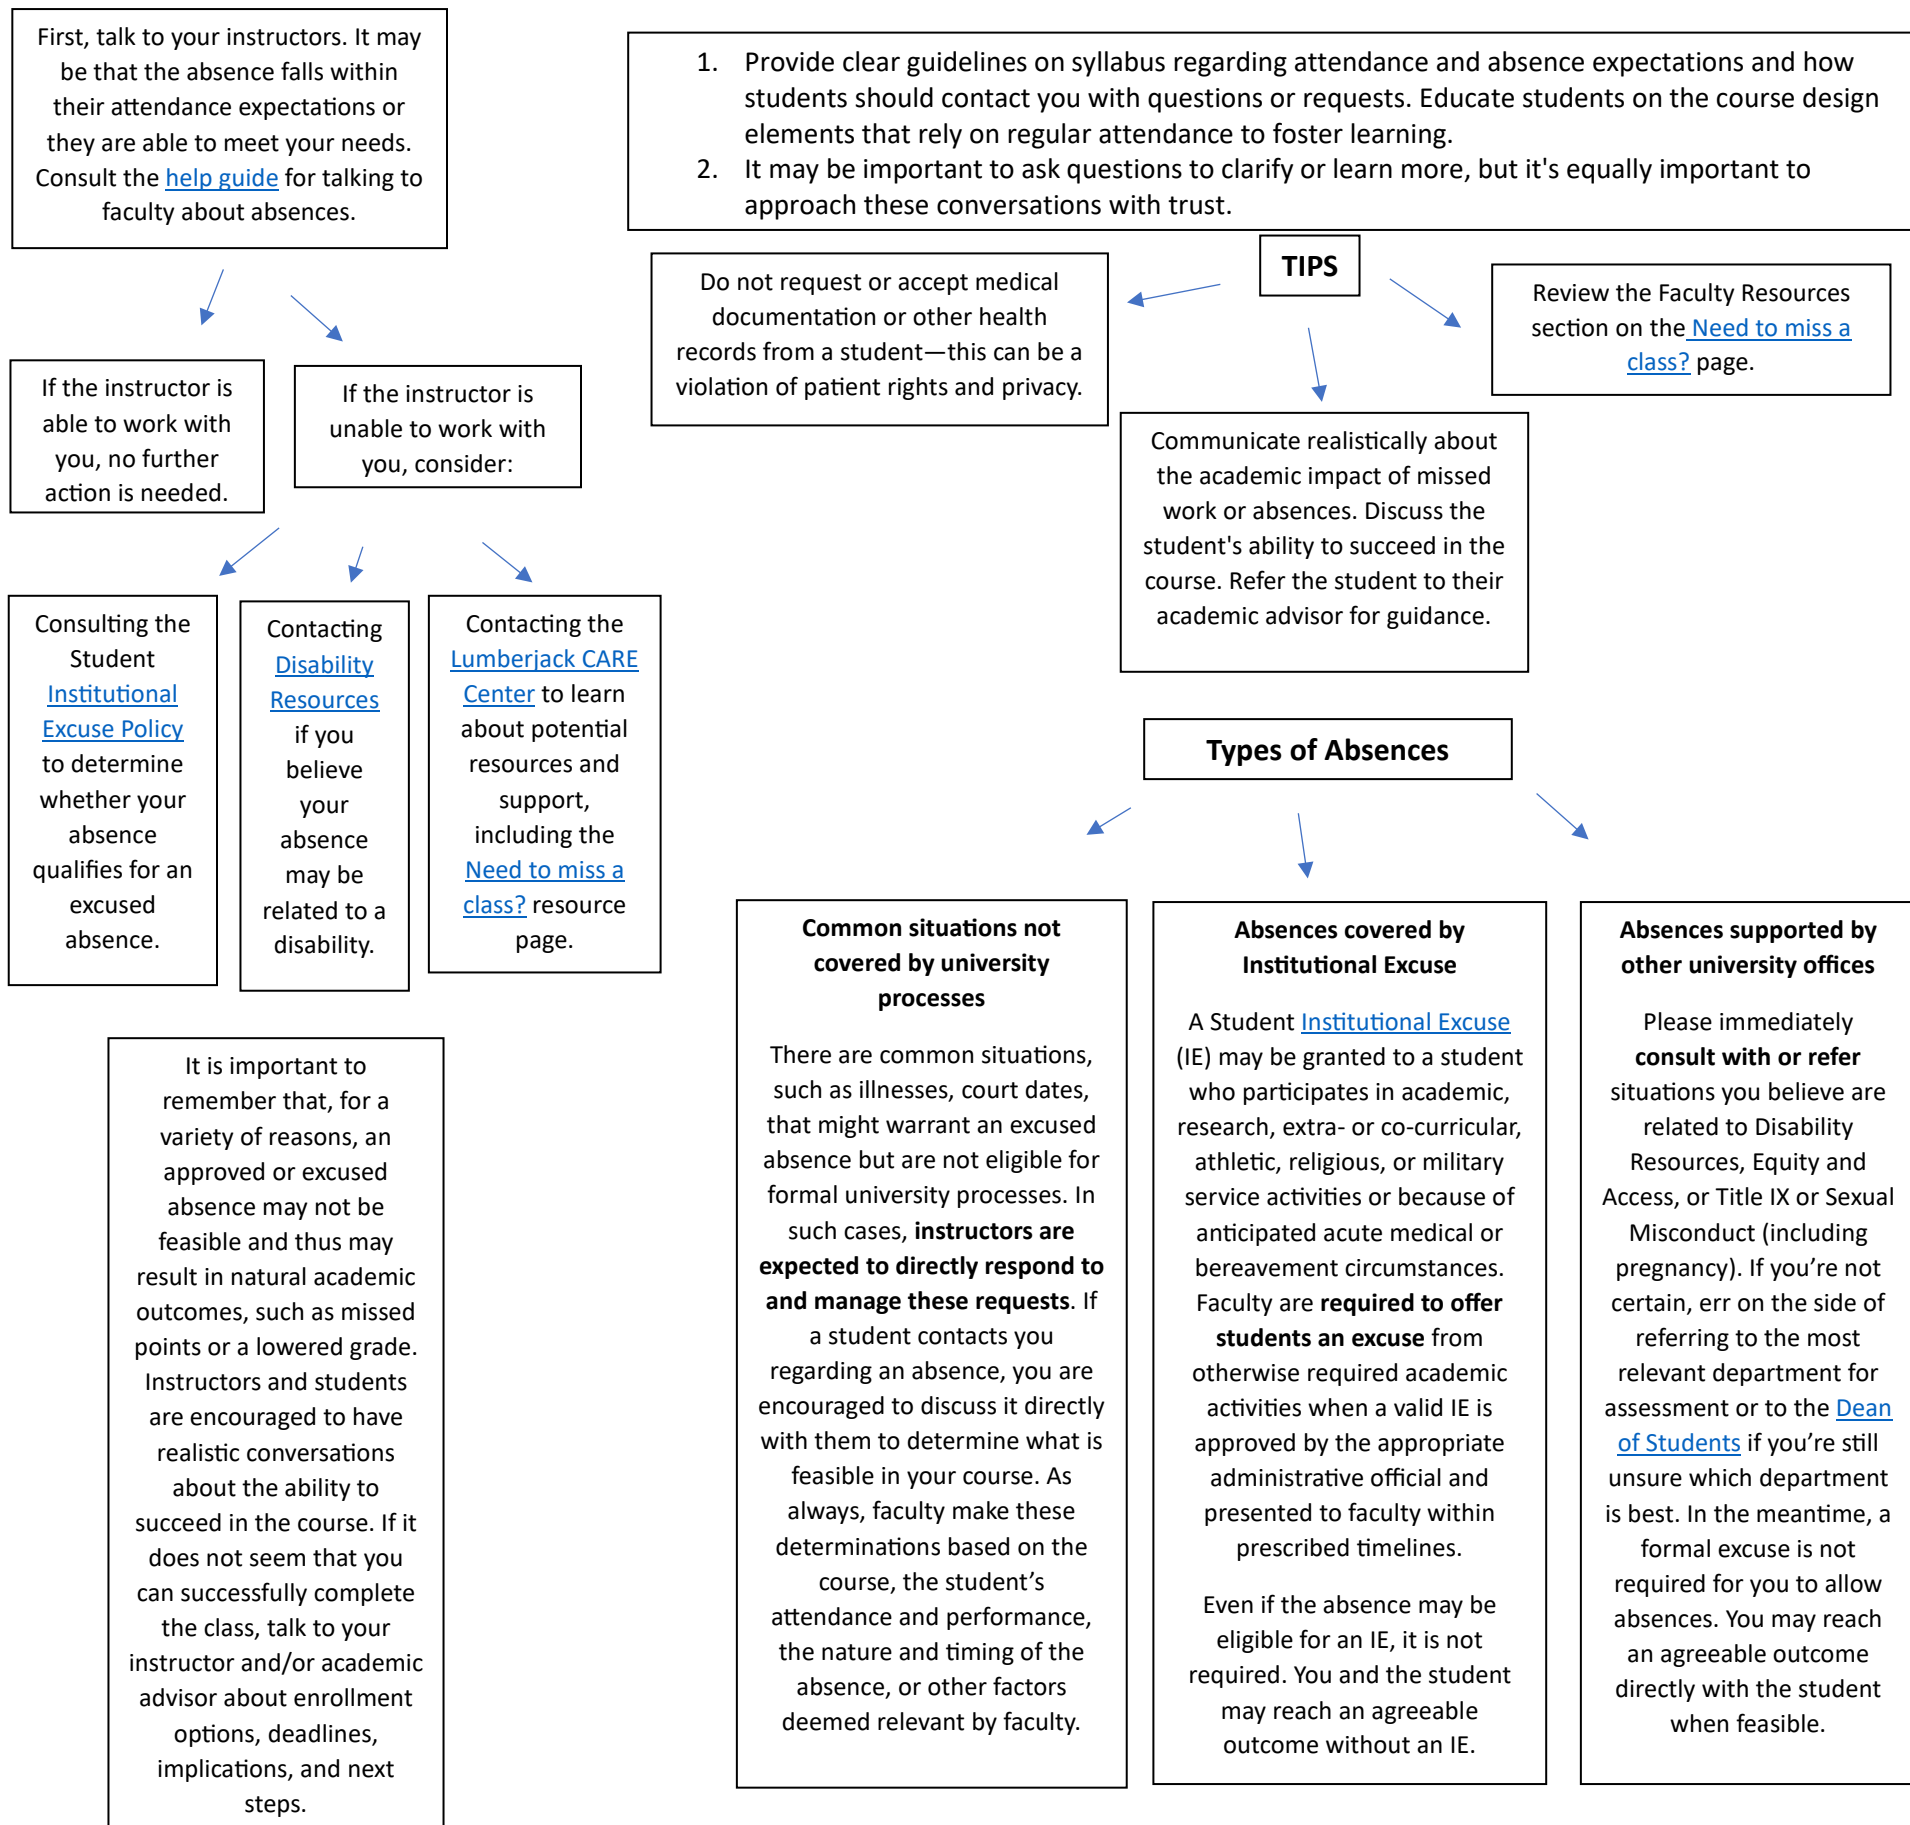 First, talk to your instructors. It may
be that the absence falls within
their attendance expectations or
they are able to meet your needs.
Consult the help guide for talking to
faculty about absences.
If the instructor is
able to work with
you, no further
action is needed.
If the instructor is
unable to work with
you, consider:
Consulting the
Student
Institutional
Excuse Policy
to determine
whether your
absence
qualifies for an
excused
absence.
Contacting
Disability
Resources
if you
believe
your
absence
may be
related to a
disability.
Contacting the
Lumberjack CARE
Center to learn
about potential
resources and
support,
including the
Need to miss a
class? resource
page.
It is important to
remember that, for a
variety of reasons, an
approved or excused
absence may not be
feasible and thus may
result in natural academic
outcomes, such as missed
points or a lowered grade.
Instructors and students
are encouraged to have
realistic conversations
about the ability to
succeed in the course. If it
does not seem that you
can successfully complete
the class, talk to your
instructor and/or academic
advisor about enrollment
options, deadlines,
implications, and next
steps.
1. Provide clear guidelines on syllabus regarding attendance and absence expectations and how
students should contact you with questions or requests. Educate students on the course design
elements that rely on regular attendance to foster learning.
2. It may be important to ask questions to clarify or learn more, but it's equally important to
approach these conversations with trust.
TIPS
Do not request or accept medical
documentation or other health
records from a student—this can be a
violation of patient rights and privacy.
Communicate realistically about
the academic impact of missed
work or absences. Discuss the
student's ability to succeed in the
course. Refer the student to their
academic advisor for guidance.
Review the Faculty Resources
section on the Need to miss a
class? page.
Types of Absences
Common situations not
covered by university
processes
There are common situations,
such as illnesses, court dates,
that might warrant an excused
absence but are not eligible for
formal university processes. In
such cases, instructors are
expected to directly respond to
and manage these requests. If
a student contacts you
regarding an absence, you are
encouraged to discuss it directly
with them to determine what is
feasible in your course. As
always, faculty make these
determinations based on the
course, the student’s
attendance and performance,
the nature and timing of the
absence, or other factors
deemed relevant by faculty.
Absences covered by
Institutional Excuse
A Student Institutional Excuse
(IE) may be granted to a student
who participates in academic,
research, extra- or co-curricular,
athletic, religious, or military
service activities or because of
anticipated acute medical or
bereavement circumstances.
Faculty are required to offer
students an excuse from
otherwise required academic
activities when a valid IE is
approved by the appropriate
administrative official and
presented to faculty within
prescribed timelines.
Even if the absence may be
eligible for an IE, it is not
required. You and the student
may reach an agreeable
outcome without an IE.
Absences supported by
other university offices
Please immediately
consult with or refer
situations you believe are
related to Disability
Resources, Equity and
Access, or Title IX or Sexual
Misconduct (including
pregnancy). If you’re not
certain, err on the side of
referring to the most
relevant department for
assessment or to the Dean
of Students if you’re still
unsure which department
is best. In the meantime, a
formal excuse is not
required for you to allow
absences. You may reach
an agreeable outcome
directly with the student
when feasible.